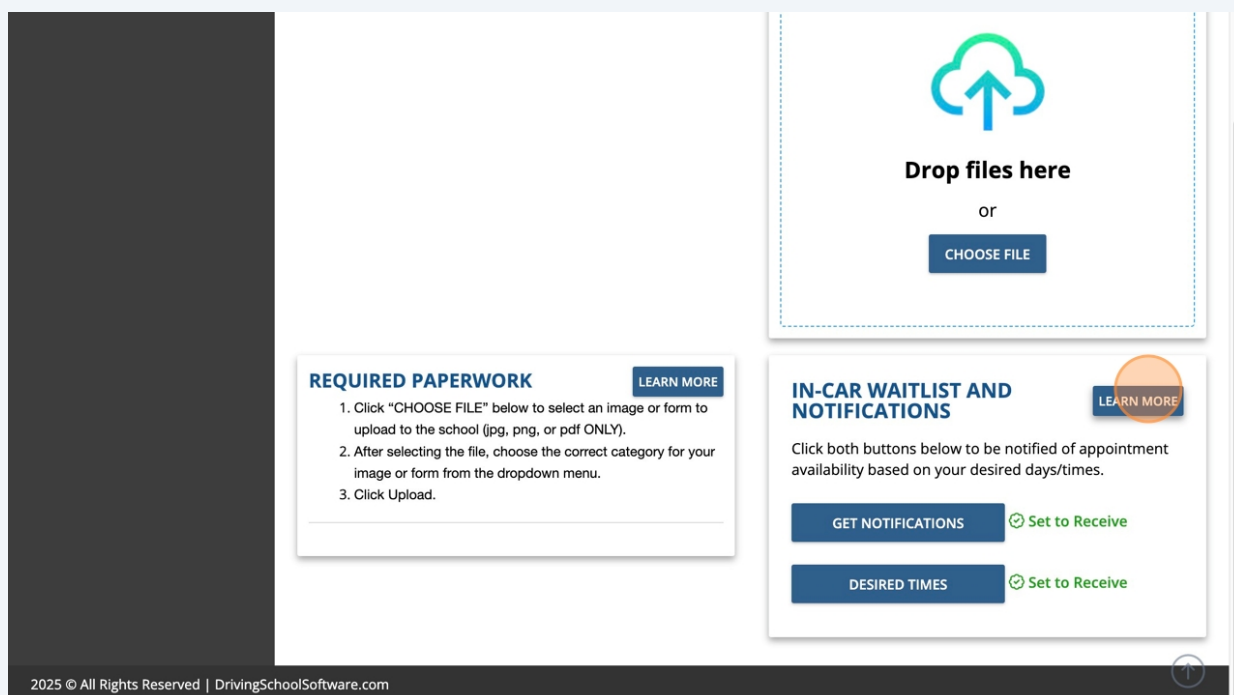 Drop files here
or
CHOOSE FILE
REQUIRED PAPERWORK
LEARN MORE
1. Click “CHOOSE FILE” below to select an image or form to
upload to the school (jpg, png, or pdf ONLY).
2. After selecting the file, choose the correct category for your
image or form from the dropdown menu.
3. Click Upload.
IN-CAR WAITLIST AND
NOTIFICATIONS
LEARN MORE
Click both buttons below to be notified of appointment
availability based on your desired days/times.
GET NOTIFICATIONS Set to Receive
DESIRED TIMES Set to Receive
2025 © All Rights Reserved | DrivingSchoolSoftware.com